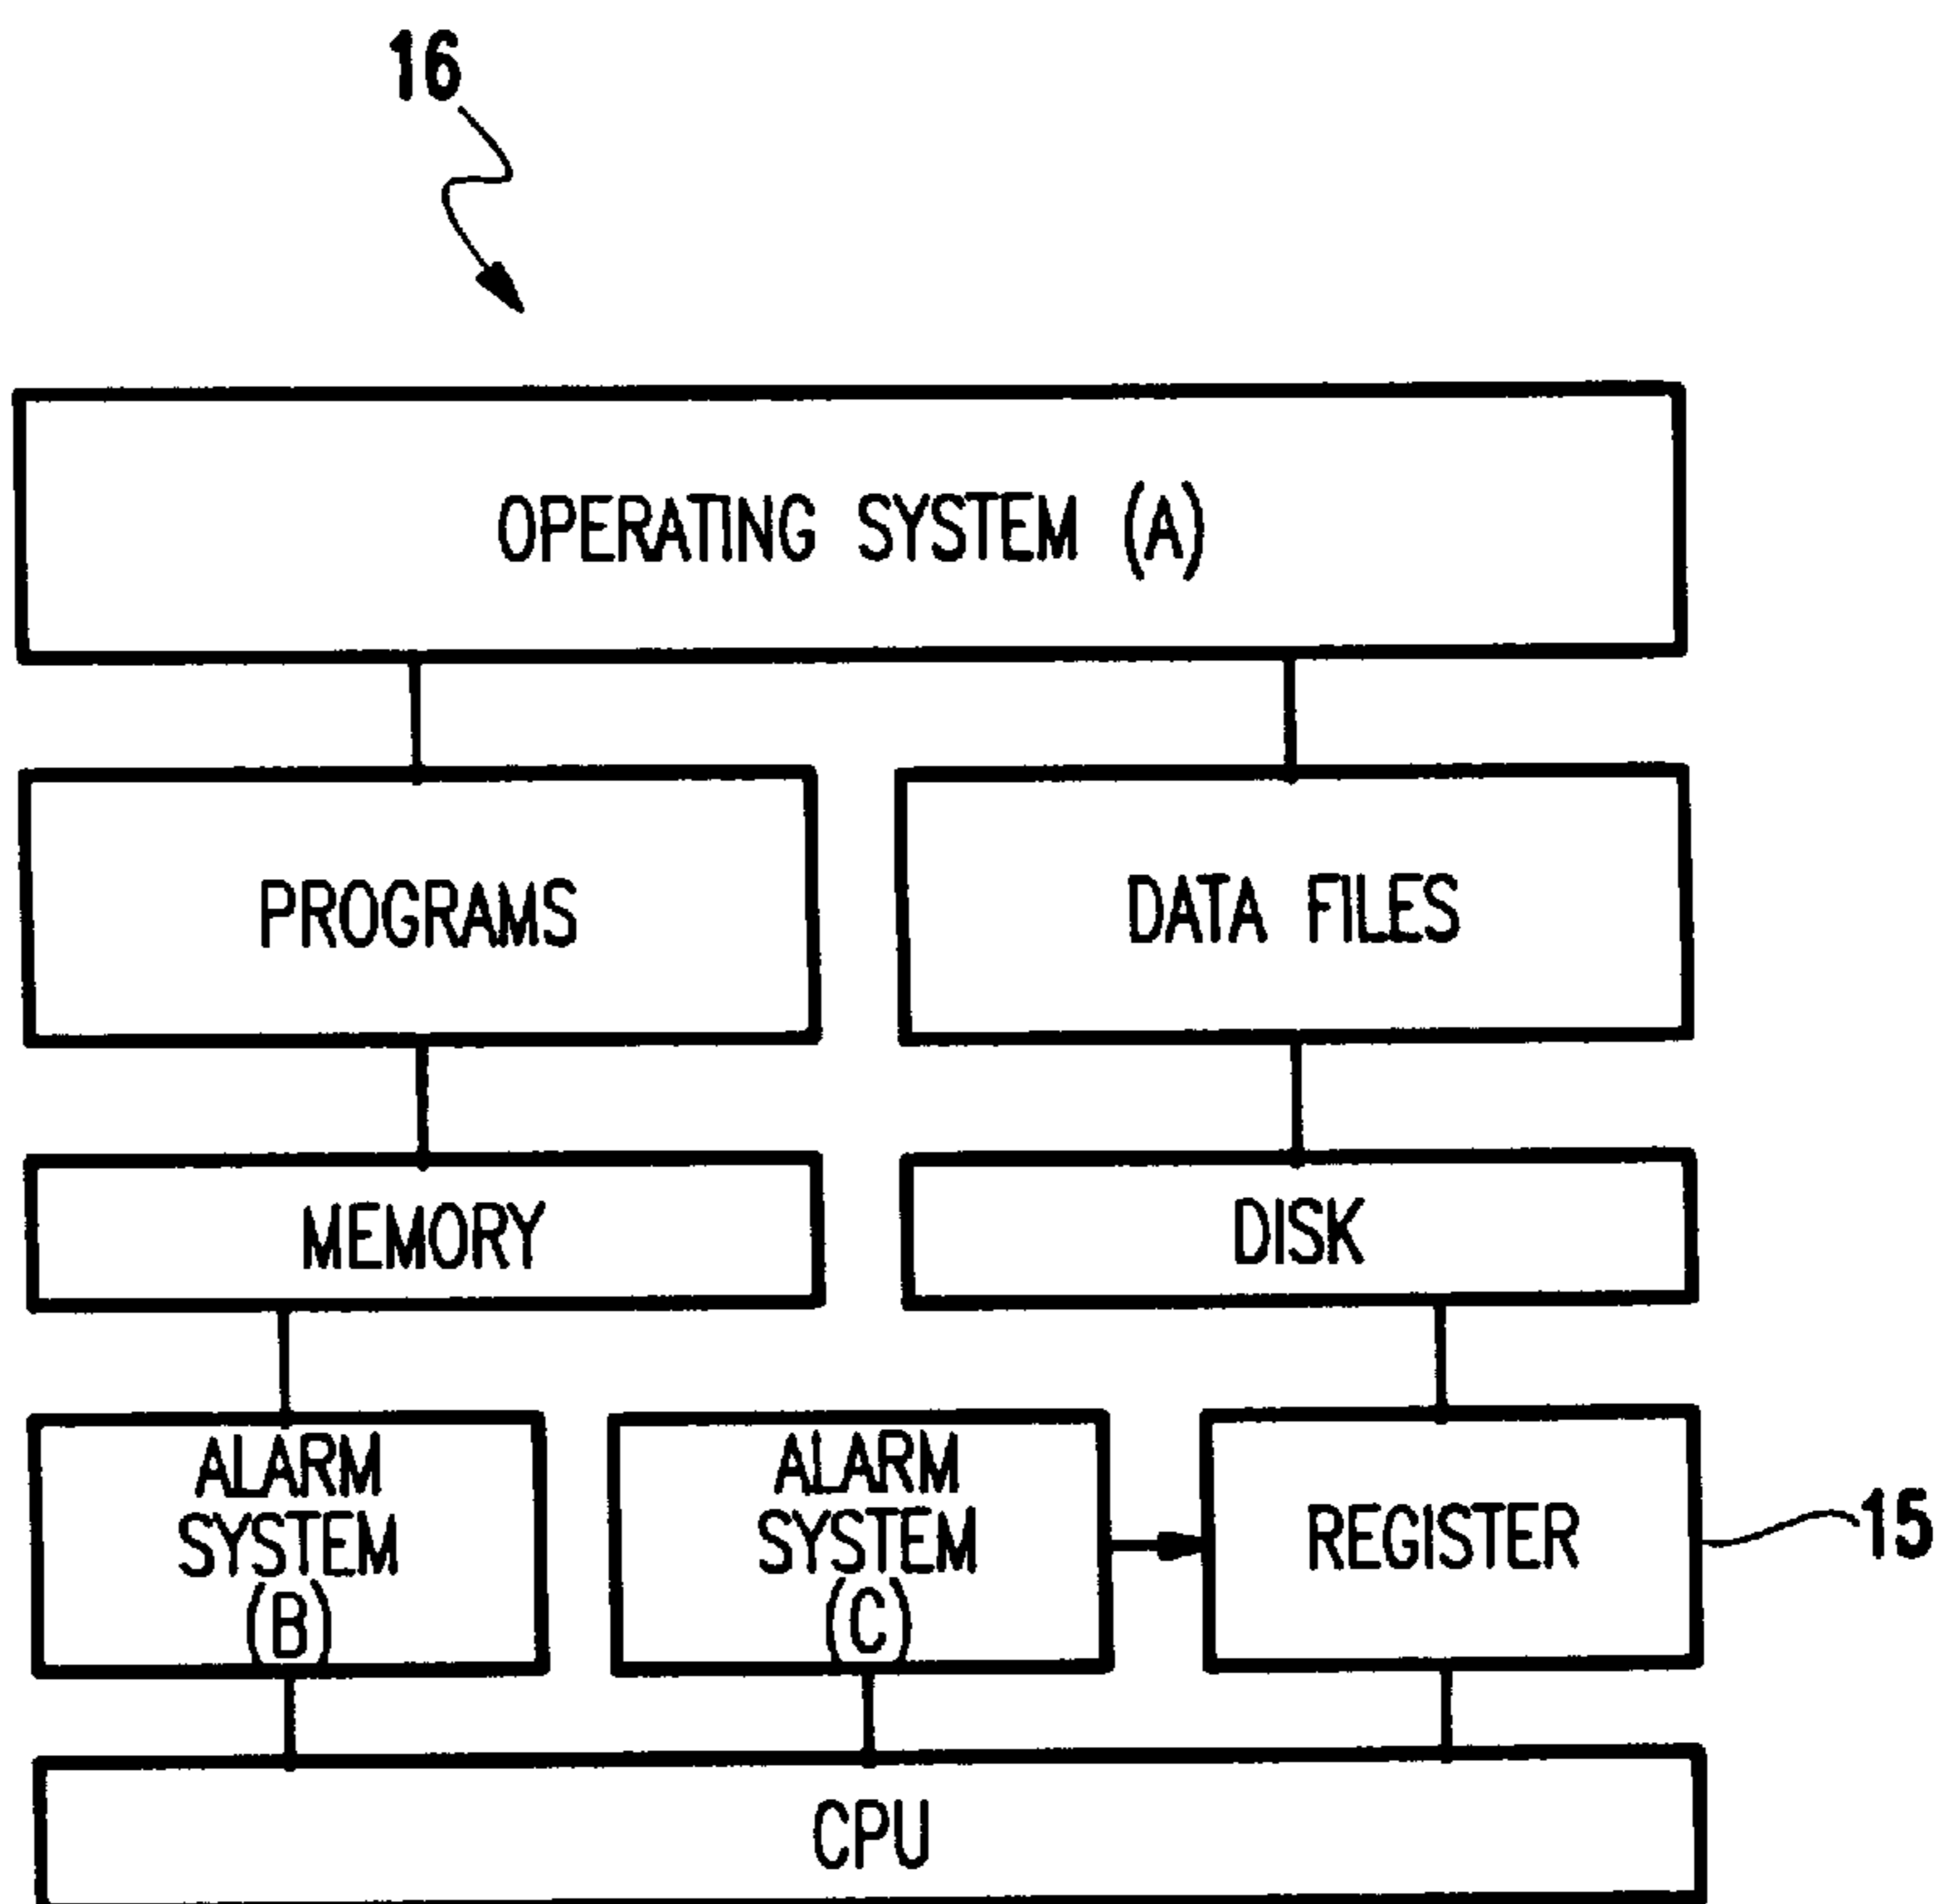 16
OPERATING SYSTEM (A)
PROGRAMS
DATA FILES
MEMORY
DISK
ALARM
SYSTEM
(B)
ALARM
SYSTEM
(C)
REGISTER
15
CPU